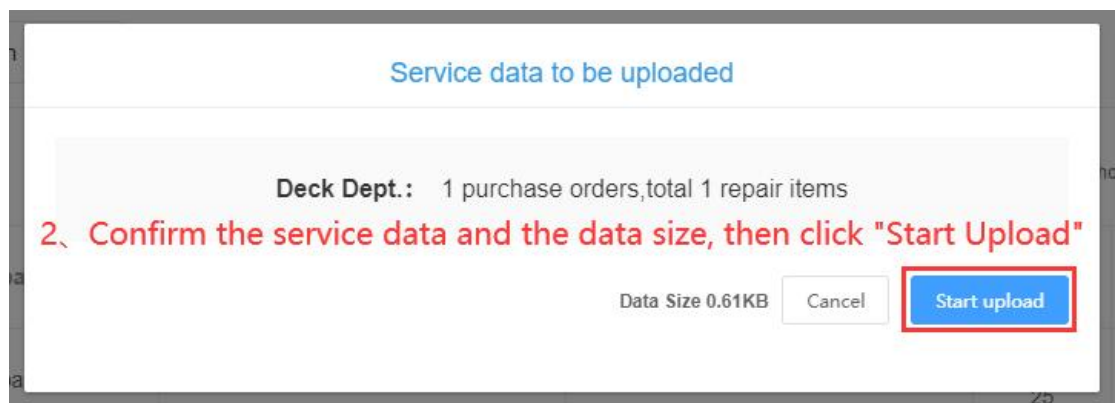 Service data to be uploaded
Deck Dept.: 1 purchase orders,total 1 repair items
2、Confirm the service data and the data size, then click "Start Upload"
Data Size 0.61KB Cancel Start upload
25